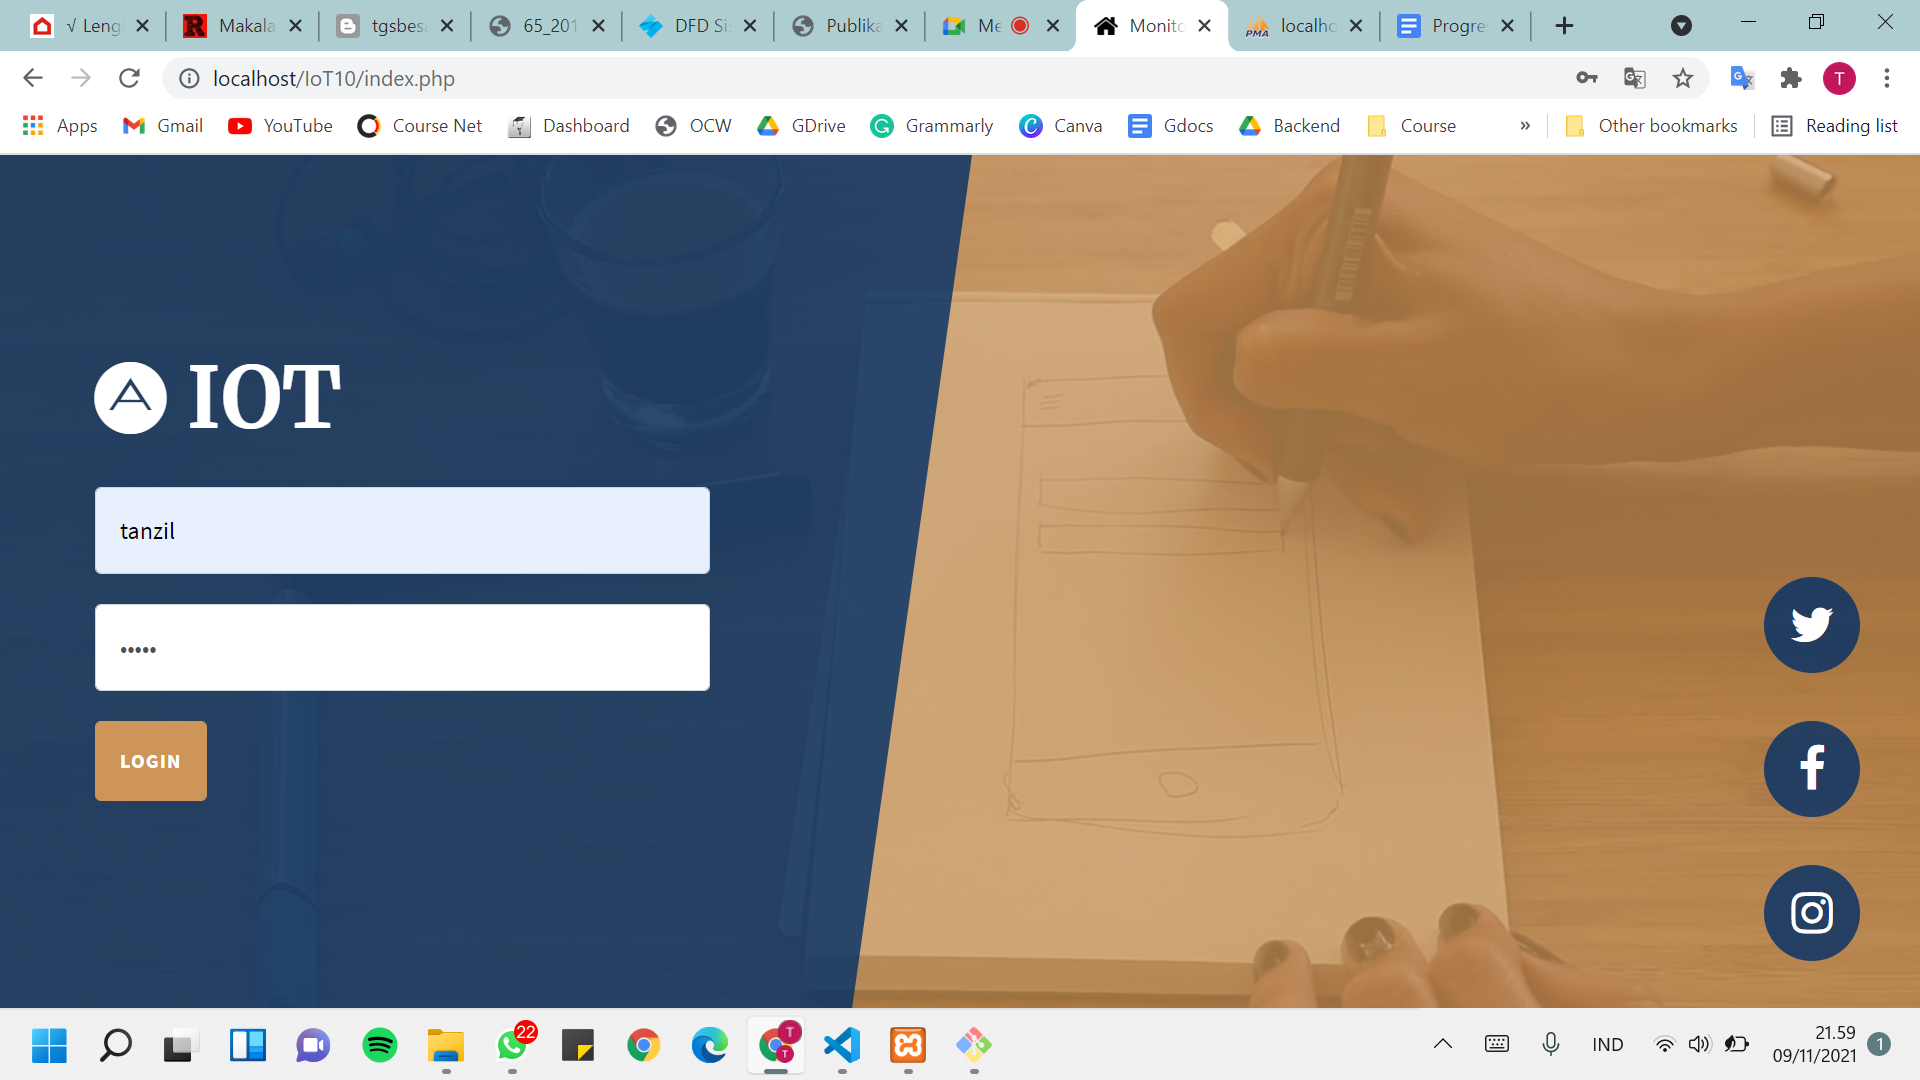 √ Leng
Makala
tgsbesa
65_201
DFD Si
Publika
Me
Monito
localho
Progre
localhost/IoT10/index.php
T
Apps
Gmail
YouTube
Course Net
Dashboard
OCW
GDrive
Grammarly
Canva
Gdocs
Backend
Course
»
Other bookmarks
Reading list
A IOT
tanzil
•••••
LOGIN
22
T
T
IND
21.59
09/11/2021
1